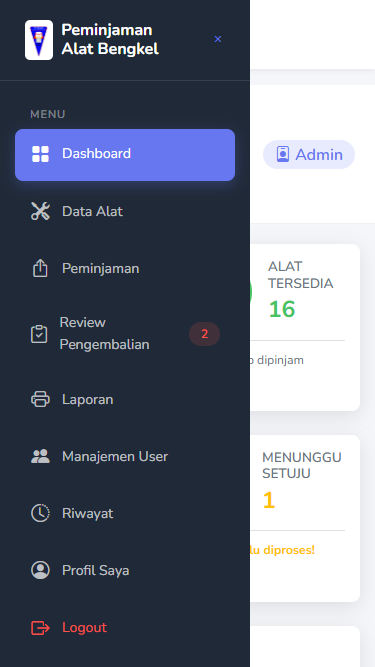 Peminjaman
Alat Bengkel
×
MENU
Dashboard
Data Alat
Peminjaman
Review
Pengembalian
2
Laporan
Manajemen User
Riwayat
Profil Saya
Logout
Admin
ALAT
TERSEDIA
16
dipinjam
MENUNGGU
SETUJU
1
diproses!